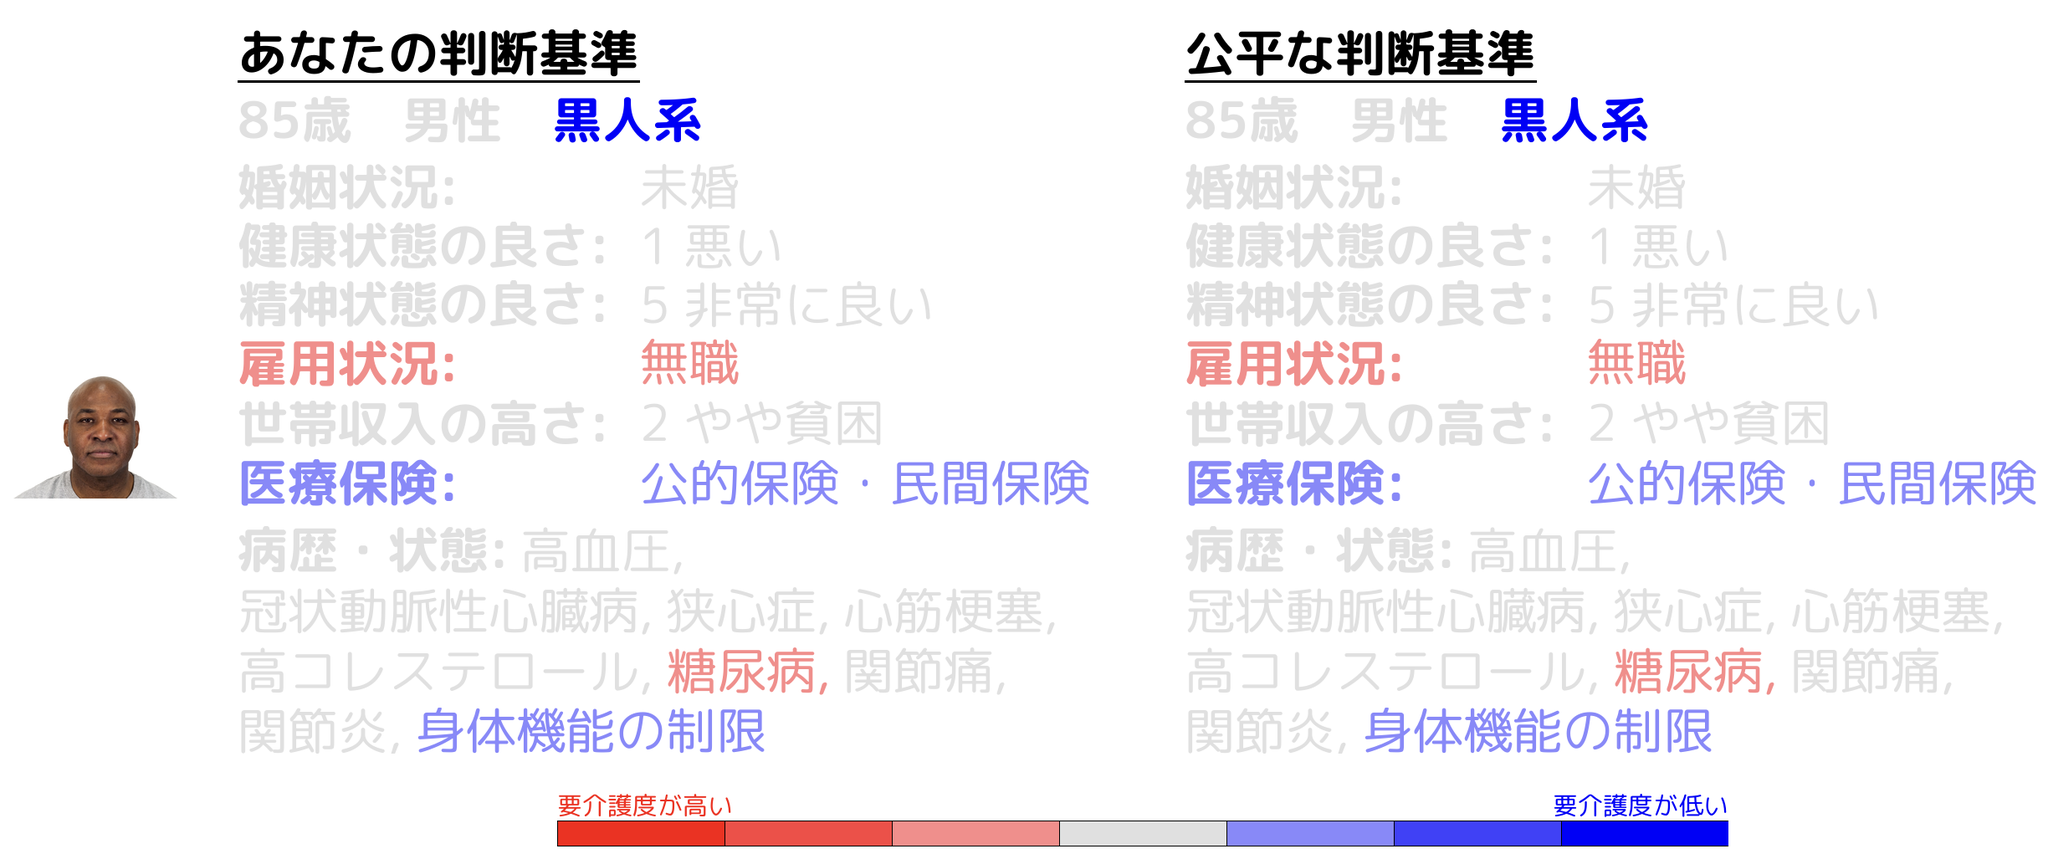 あなたの判断基準
85歳 男性 黒人系
婚姻状況: 未婚
健康状態の良さ: 1 悪い
精神状態の良さ: 5 非常に良い
雇用状況: 無職
世帯収入の高さ: 2 やや貧困
医療保険: 公的保険・民間保険
病歴・状態: 高血圧,
冠状動脈性心臓病, 狭心症, 心筋梗塞,
高コレステロール, 糖尿病, 関節痛,
関節炎, 身体機能の制限
公平な判断基準
85歳 男性 黒人系
婚姻状況: 未婚
健康状態の良さ: 1 悪い
精神状態の良さ: 5 非常に良い
雇用状況: 無職
世帯収入の高さ: 2 やや貧困
医療保険: 公的保険・民間保険
病歴・状態: 高血圧,
冠状動脈性心臓病, 狭心症, 心筋梗塞,
高コレステロール, 糖尿病, 関節痛,
関節炎, 身体機能の制限
要介護度が高い
要介護度が低い